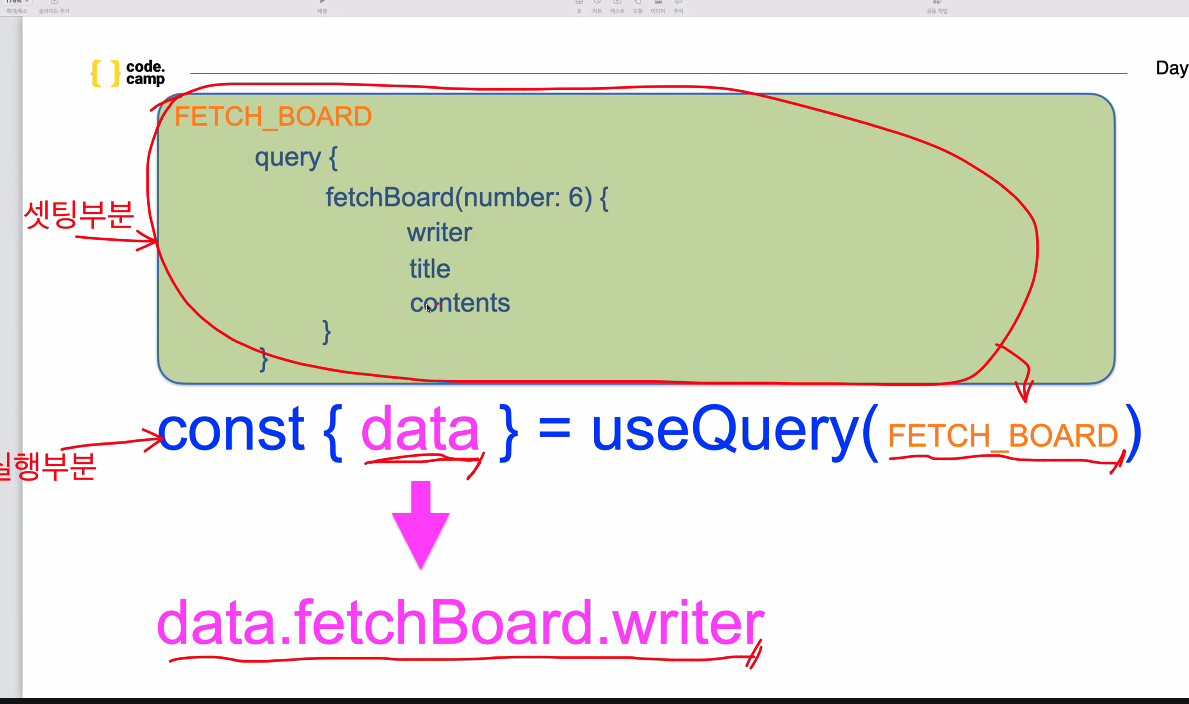 code.
camp
Day
FETCH_BOARD
query {
fetchBoard(number: 6) {
셋팅부분
writer
title
contents
}
}
const { data } = useQuery( FETCH_BOARD )
실행부분
data.fetchBoard.writer